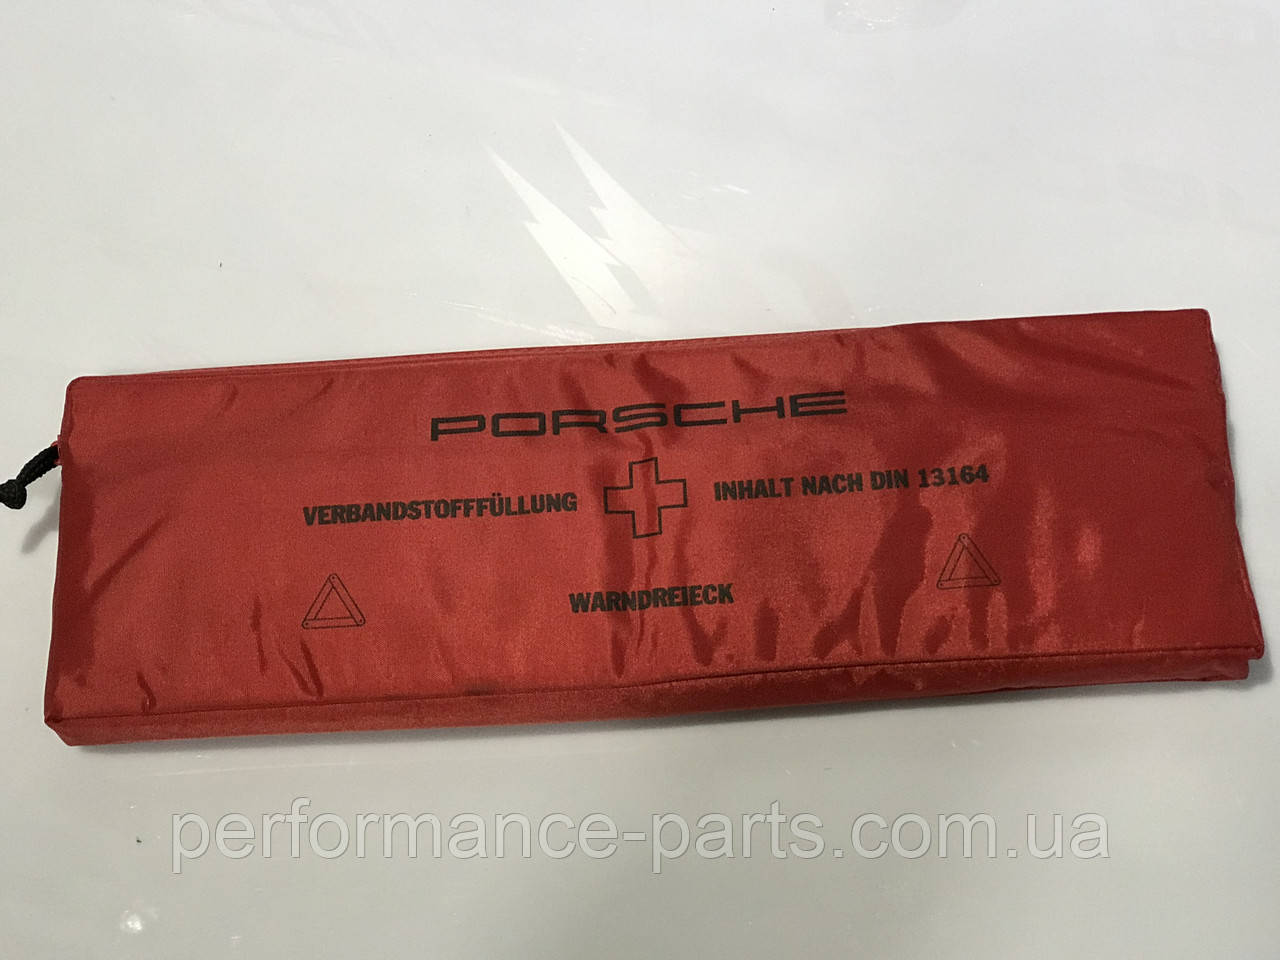 PORSCHE
VERBANDSTOFFFÜLLUNG INHALT NACH DIN 13164
WARNDREIECK
performance-parts.com.ua